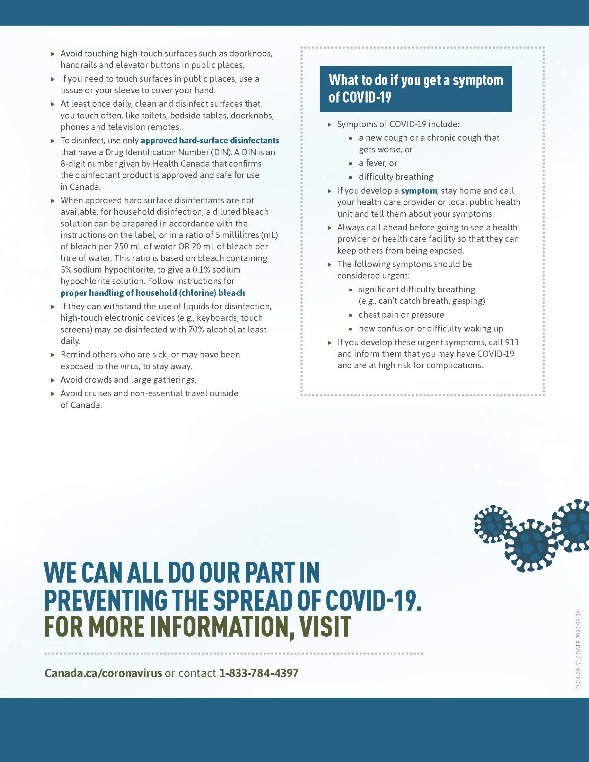 ▸ Avoid touching high-touch surfaces such as doorknobs,
handrails and elevator buttons in public places.
▸ If you need to touch surfaces in public places, use a
tissue or your sleeve to cover your hand.
▸ At least once daily, clean and disinfect surfaces that
you touch often, like toilets, bedside tables, doorknobs,
phones and television remotes.
▸ To disinfect, use only approved hard-surface disinfectants
that have a Drug Identification Number (DIN). A DIN is an
8-digit number given by Health Canada that confirms
the disinfectant product is approved and safe for use
in Canada.
▸ When approved hard surface disinfectants are not
available, for household disinfection, a diluted bleach
solution can be prepared in accordance with the
instructions on the label, or in a ratio of 5 millilitres (mL)
of bleach per 250 mL of water OR 20 mL of bleach per
litre of water. This ratio is based on bleach containing
5% sodium hypochlorite, to give a 0.1% sodium
hypochlorite solution. Follow instructions for
proper handling of household (chlorine) bleach.
▸ If they can withstand the use of liquids for disinfection,
high-touch electronic devices (e.g., keyboards, touch
screens) may be disinfected with 70% alcohol at least
daily.
▸ Remind others who are sick, or may have been
exposed to the virus, to stay away.
▸ Avoid crowds and large gatherings.
▸ Avoid cruises and non-essential travel outside
of Canada.
What to do if you get a symptom
of COVID-19
▸ Symptoms of COVID-19 include:
• a new cough or a chronic cough that
gets worse, or
• a fever, or
• difficulty breathing
▸ If you develop a symptom, stay home and call
your health care provider or local public health
unit and tell them about your symptoms.
▸ Always call ahead before going to see a health
provider or health care facility so that they can
keep others from being exposed.
▸ The following symptoms should be
considered urgent:
• significant difficulty breathing
(e.g., can't catch breath, gasping)
• chest pain or pressure
• new confusion or difficulty waking up
▸ If you develop these urgent symptoms, call 911
and inform them that you may have COVID-19
and are at high risk for complications.
WE CAN ALL DO OUR PART IN
PREVENTING THE SPREAD OF COVID-19.
FOR MORE INFORMATION, VISIT
Canada.ca/coronavirus or contact 1-833-784-4397